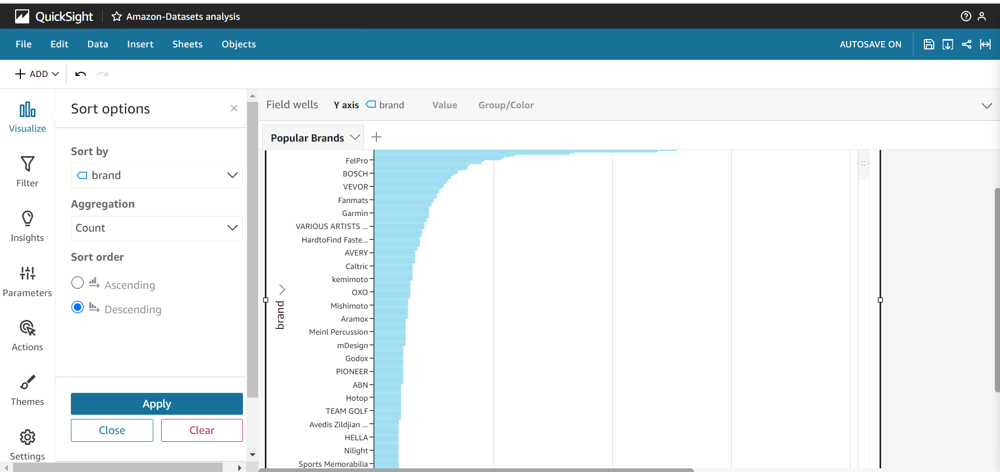 QuickSight Amazon-Datasets analysis
File Edit Data Insert Sheets Objects AUTOSAVE ON
ADD
Visualize
Filter
Insights
Parameters
Actions
Themes
Settings
Sort options
Sort by
brand
Aggregation
Count
Sort order
Ascending
Descending
Apply
Close Clear
Field wells Y axis brand Value Group/Color
Popular Brands
brand
FelPro
BOSCH
VEVOR
Fanmats
Garmin
VARIOUS ARTISTS ...
HardtoFind Faste...
AVERY
Caltric
kemimoto
OXO
Mishimoto
Aramox
Meinl Percussion
mDesign
Godox
PIONEER
ABN
Hotop
TEAM GOLF
Avedis Zildjian ...
HELLA
Nilight
Sports Memorabilia